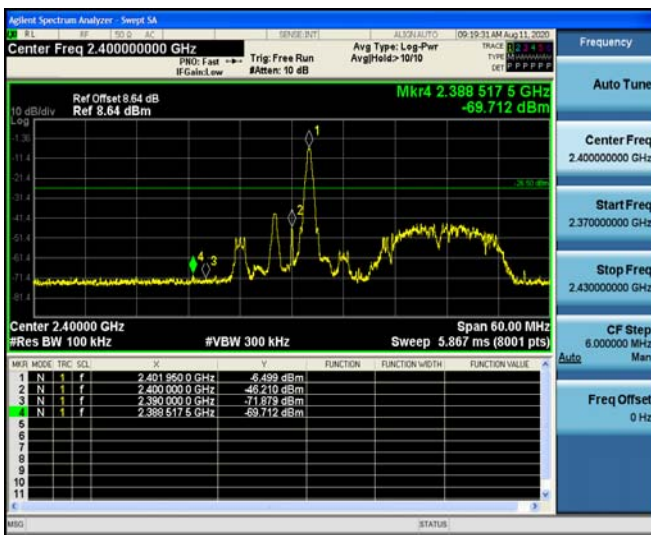 Agilent Spectrum Analyzer - Swept SA
RL RF 50 Ω AC SENSE:INT ALIGN AUTO 09:19:31 AM Aug 11, 2020
Center Freq 2.400000000 GHz
PNO: Fast
IFGain:Low
Trig: Free Run
#Atten: 10 dB
Avg Type: Log-Pwr
Avg|Hold:>10/10
TRACE 1 2 3 4 5 6
TYPE
DET P P P P P P
Ref Offset 8.64 dB
Ref 8.64 dBm
10 dB/div
Log
Mkr4 2.388 517 5 GHz
-69.712 dBm
-1.36
-11.4
-21.4
-31.4
-41.4
-51.4
-61.4
-71.4
-81.4
-26.50 dBm
1
2
3
4
Center 2.40000 GHz
#Res BW 100 kHz
#VBW 300 kHz
Span 60.00 MHz
Sweep 5.867 ms (8001 pts)
MKR MODE TRC SCL X Y FUNCTION FUNCTION WIDTH FUNCTION VALUE
1 N 1 f 2.401 950 0 GHz -6.499 dBm
2 N 1 f 2.400 000 0 GHz -46.210 dBm
3 N 1 f 2.390 000 0 GHz -71.879 dBm
4 N 1 f 2.388 517 5 GHz -69.712 dBm
5
6
7
8
9
10
11
MSG STATUS
Frequency
Auto Tune
Center Freq
2.400000000 GHz
Start Freq
2.370000000 GHz
Stop Freq
2.430000000 GHz
CF Step
6.000000 MHz
Auto Man
Freq Offset
0 Hz